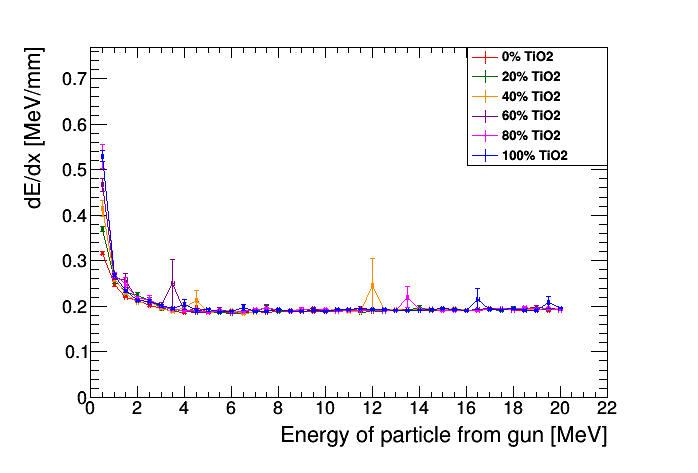 dE/dx [MeV/mm]
0.7
0.6
0.5
0.4
0.3
0.2
0.1
0
0% TiO2
20% TiO2
40% TiO2
60% TiO2
80% TiO2
100% TiO2
0 2 4 6 8 10 12 14 16 18 20 22
Energy of particle from gun [MeV]